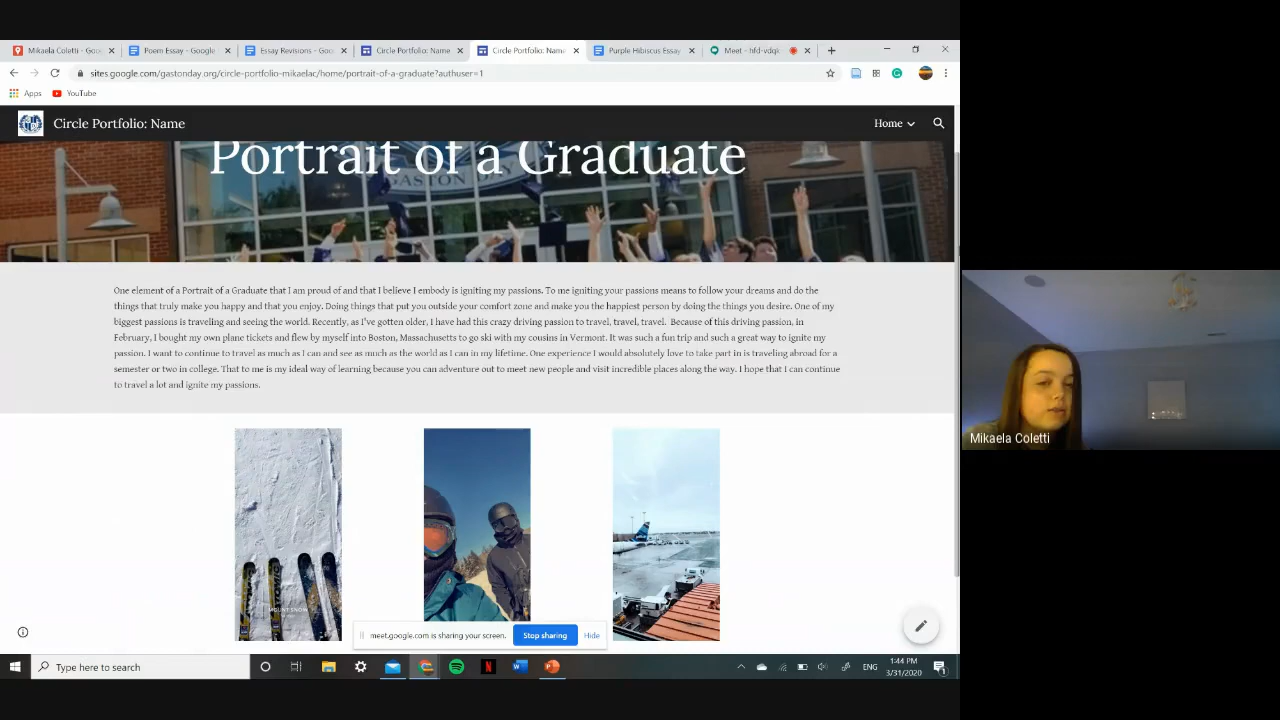 Mikaela Coletti - Goo
Poem Essay - Google
Essay Revisions - Goo
Circle Portfolio: Name
Circle Portfolio: Name
Purple Hibiscus Essay
Meet - hfd-vdqk
sites.google.com/gastonday.org/circle-portfolio-mikaelac/home/portrait-of-a-graduate?authuser=1
Apps
YouTube
Circle Portfolio: Name
Home
Portrait of a Graduate
GASTON DAY
One element of a Portrait of a Graduate that I am proud of and that I believe I embody is igniting my passions. To me igniting your passions means to follow your dreams and do the
things that truly make you happy and that you enjoy. Doing things that put you outside your comfort zone and make you the happiest person by doing the things you desire. One of my
biggest passions is traveling and seeing the world. Recently, as I've gotten older, I have had this crazy driving passion to travel, travel, travel. Because of this driving passion, in
February, I bought my own plane tickets and flew by myself into Boston, Massachusetts to go ski with my cousins in Vermont. It was such a fun trip and such a great way to ignite my
passion. I want to continue to travel as much as I can and see as much as the world as I can in my lifetime. One experience I would absolutely love to take part in is traveling abroad for a
semester or two in college. That to me is my ideal way of learning because you can adventure out to meet new people and visit incredible places along the way. I hope that I can continue
to travel a lot and ignite my passions.
MOUNT SNOW
Mikaela Coletti
meet.google.com is sharing your screen.
Stop sharing
Hide
Type here to search
ENG
1:44 PM
3/31/2020